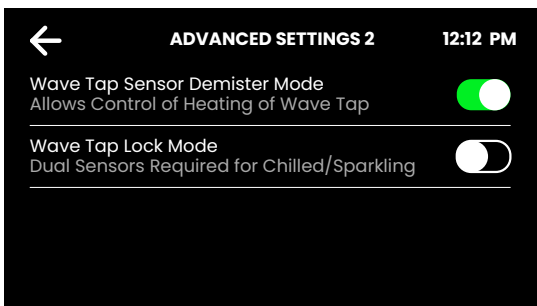 ADVANCED SETTINGS 2 12:12 PM
Wave Tap Sensor Demister Mode
Allows Control of Heating of Wave Tap
Wave Tap Lock Mode
Dual Sensors Required for Chilled/Sparkling